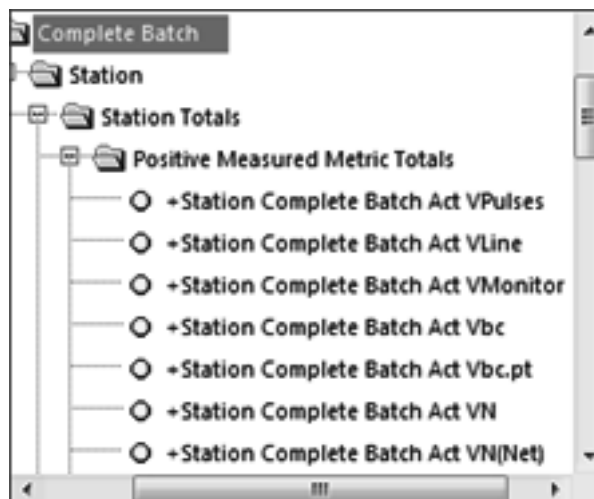 Complete Batch
Station
Station Totals
Positive Measured Metric Totals
+Station Complete Batch Act VPulses
+Station Complete Batch Act VLine
+Station Complete Batch Act VMonitor
+Station Complete Batch Act Vbc
+Station Complete Batch Act Vbc.pt
+Station Complete Batch Act VN
+Station Complete Batch Act VN(Net)